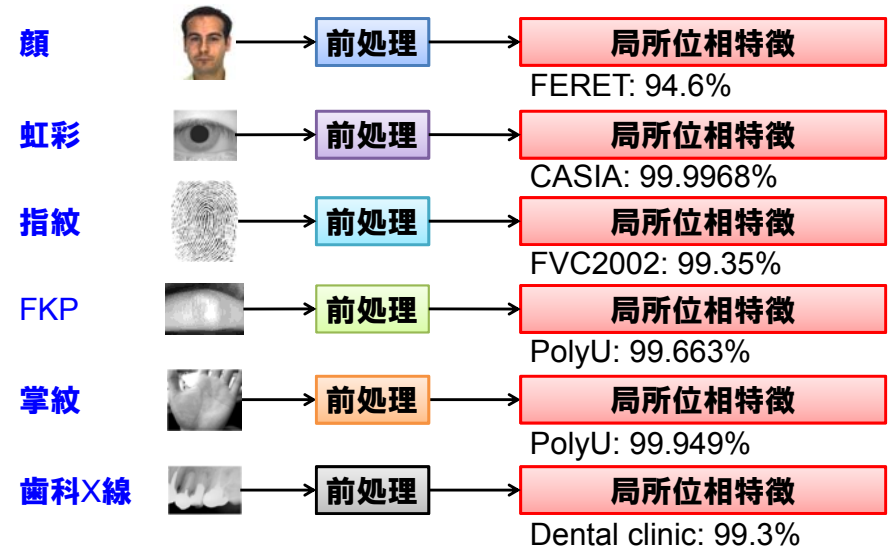 顔 前処理 局所位相特徴
FERET: 94.6%
虹彩 前処理 局所位相特徴
CASIA: 99.9968%
指紋 前処理 局所位相特徴
FVC2002: 99.35%
FKP 前処理 局所位相特徴
PolyU: 99.663%
掌紋 前処理 局所位相特徴
PolyU: 99.949%
歯科X線 前処理 局所位相特徴
Dental clinic: 99.3%